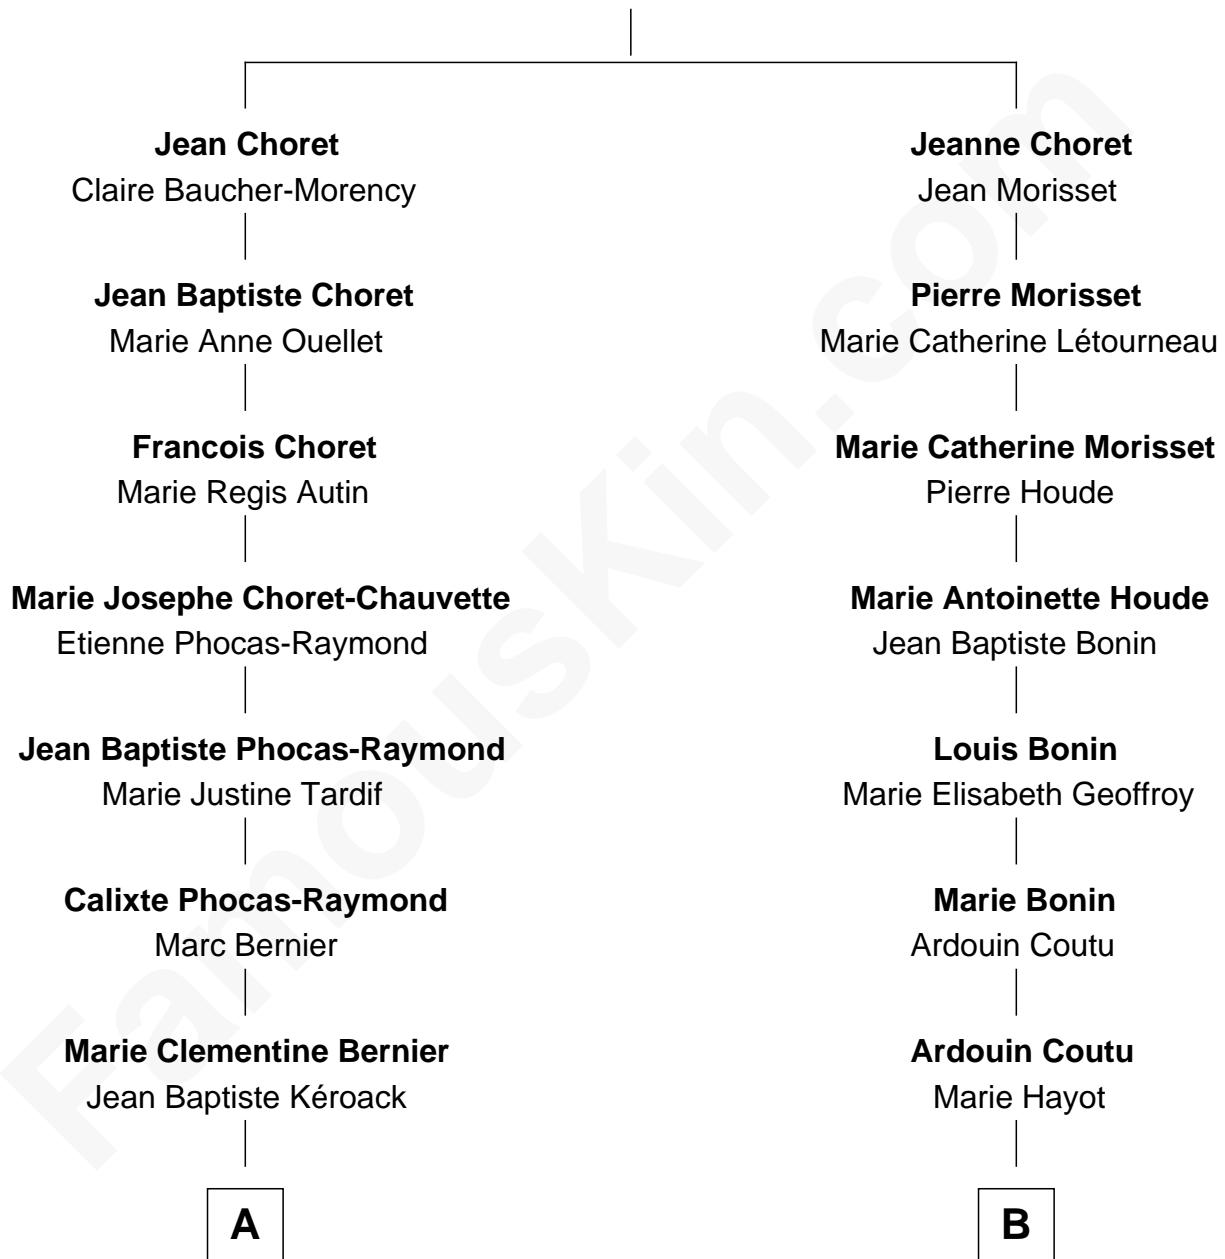 Jean Choret
Claire Baucher-Morency
Jean Baptiste Choret
Marie Anne Ouellet
Francois Choret
Marie Regis Autin
Marie Josephe Choret-Chauvette
Etienne Phocas-Raymond
Jean Baptiste Phocas-Raymond
Marie Justine Tardif
Calixte Phocas-Raymond
Marc Bernier
Marie Clementine Bernier
Jean Baptiste Kéroack
A
Jeanne Choret
Jean Morisset
Pierre Morisset
Marie Catherine Létourneau
Marie Catherine Morisset
Pierre Houde
Marie Antoinette Houde
Jean Baptiste Bonin
Louis Bonin
Marie Elisabeth Geoffroy
Marie Bonin
Ardouin Coutu
Ardouin Coutu
Marie Hayot
B
FamousKin.com